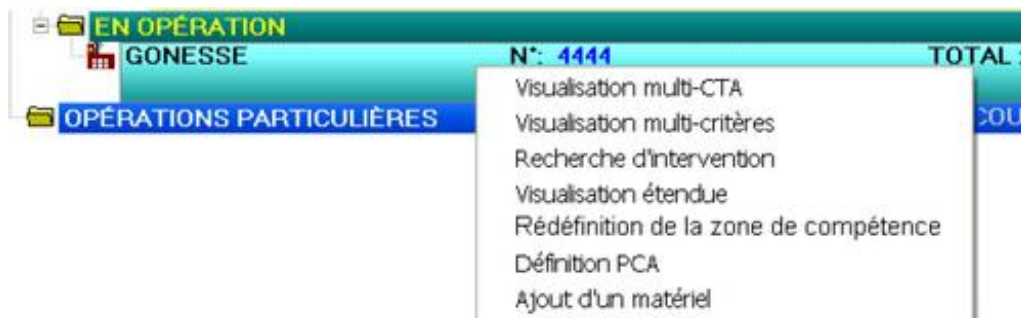 EN OPÉRATION
GONESSE N°: 4444 TOTAL :
OPÉRATIONS PARTICULIÈRES COU
Visualisation multi-CTA
Visualisation multi-critères
Recherche d'intervention
Visualisation étendue
Rédéfinition de la zone de compétence
Définition PCA
Ajout d'un matériel